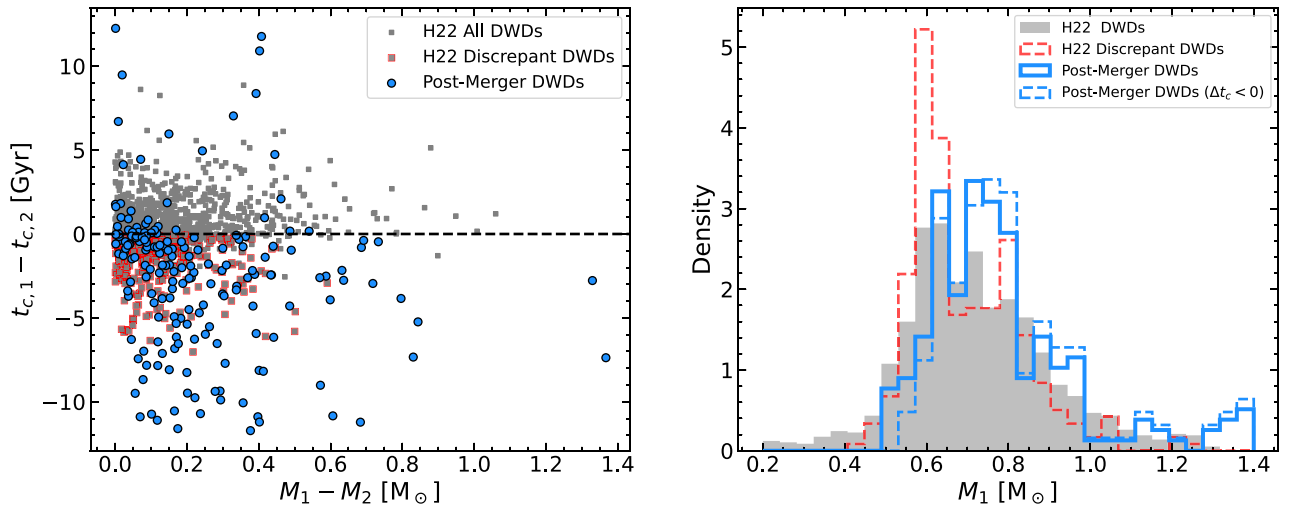 H22 All DWDs
H22 Discrepant DWDs
Post-Merger DWDs
10
5
0
−5
−10
t_{c,1} − t_{c,2} [Gyr]
0.0 0.2 0.4 0.6 0.8 1.0 1.2 1.4
M_1 − M_2 [M_⊙]
H22 DWDs
H22 Discrepant DWDs
Post-Merger DWDs
Post-Merger DWDs (Δt_c < 0)
5
4
3
2
1
0
Density
0.2 0.4 0.6 0.8 1.0 1.2 1.4
M_1 [M_⊙]